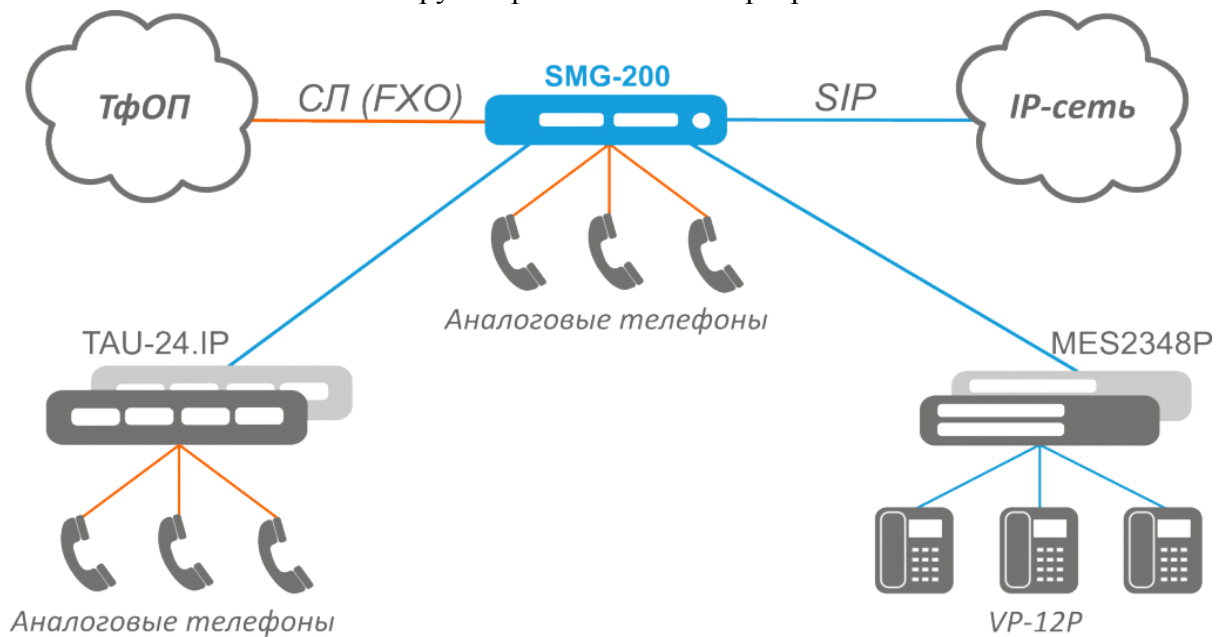 SMG-200
ТфОП
СЛ (FXO)
SIP
IP-сеть
Аналоговые телефоны
TAU-24.IP
MES2348P
Аналоговые телефоны
VP-12P